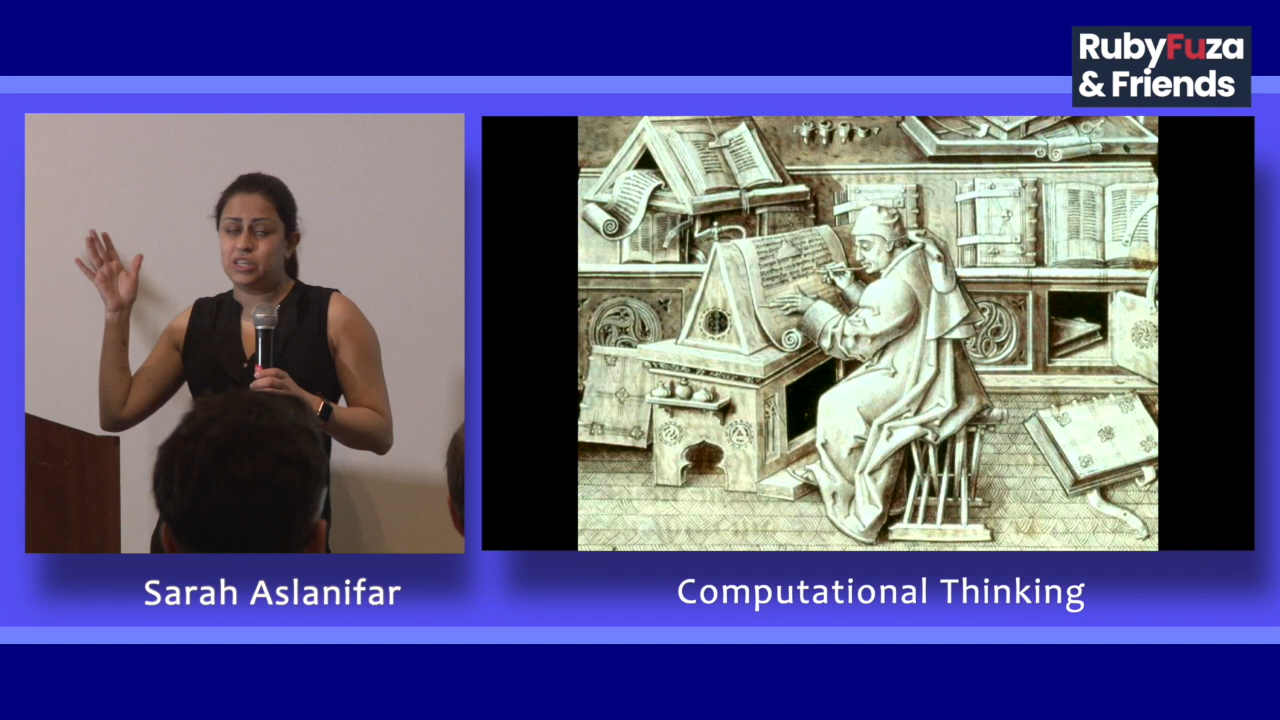 RubyFuza
& Friends
Sarah Aslanifar
Computational Thinking